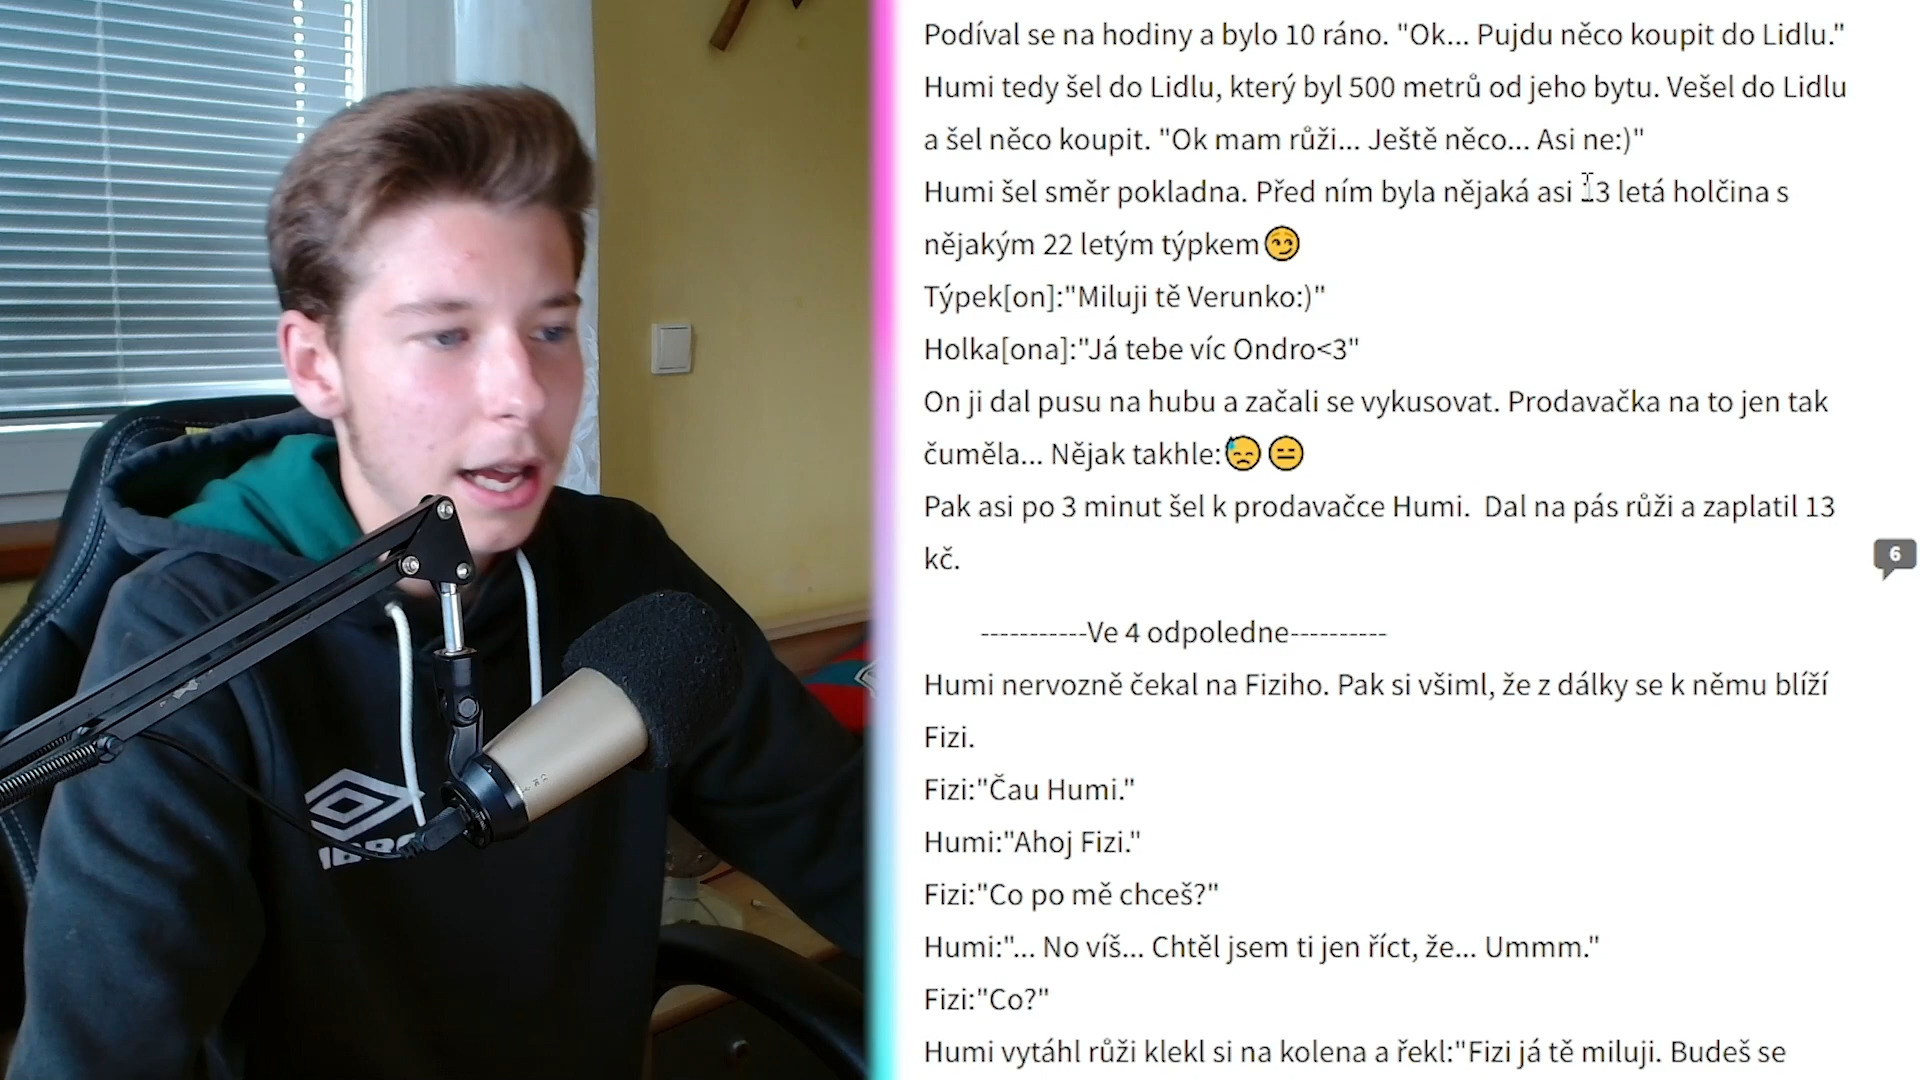 Podíval se na hodiny a bylo 10 ráno. "Ok... Pujdu něco koupit do Lidlu."
Humi tedy šel do Lidlu, který byl 500 metrů od jeho bytu. Vešel do Lidlu
a šel něco koupit. "Ok mam růži... Ještě něco... Asi ne:)"
Humi šel směr pokladna. Před ním byla nějaká asi 13 letá holčina s
nějakým 22 letým týpkem😏
Týpek[on]:"Miluji tě Verunko:)"
Holka[ona]:"Já tebe víc Ondro<3"
On ji dal pusu na hubu a začali se vykusovat. Prodavačka na to jen tak
čuměla... Nějak takhle:😓😑
Pak asi po 3 minut šel k prodavačce Humi.  Dal na pás růži a zaplatil 13
kč.
6
-----------Ve 4 odpoledne----------
Humi nervozně čekal na Fiziho. Pak si všiml, že z dálky se k němu blíží
Fizi.
Fizi:"Čau Humi."
Humi:"Ahoj Fizi."
Fizi:"Co po mě chceš?"
Humi:"... No víš... Chtěl jsem ti jen říct, že... Ummm."
Fizi:"Co?"
Humi vytáhl růži klekl si na kolena a řekl:"Fizi já tě miluji. Budeš se